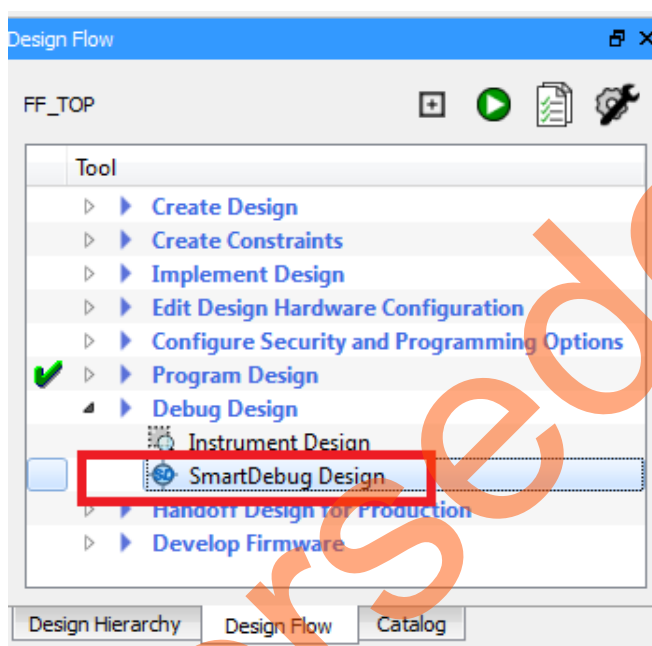 Design Flow
FF_TOP
Tool
Create Design
Create Constraints
Implement Design
Edit Design Hardware Configuration
Configure Security and Programming Options
Program Design
Debug Design
Instrument Design
SD SmartDebug Design
Handoff Design for Production
Develop Firmware
Design Hierarchy Design Flow Catalog
ersed